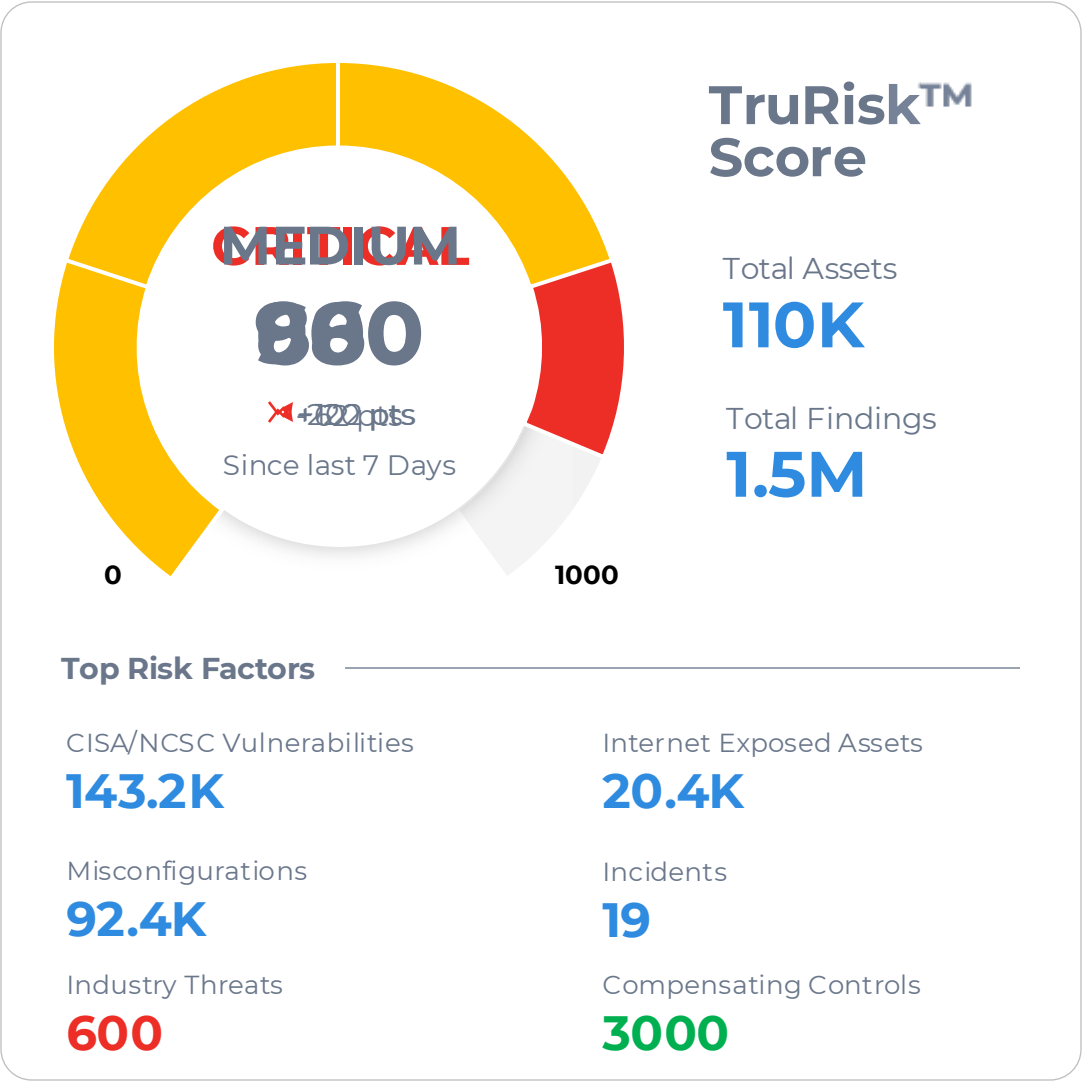 TruRisk™
Score
CRITICAL
MEDIUM
Since last 7 Days
0
1000
Total Assets
110K
Total Findings
1.5M
Top Risk Factors
CISA/NCSC Vulnerabilities
143.2K
Internet Exposed Assets
20.4K
Misconfigurations
92.4K
Incidents
19
Industry Threats
600
Compensating Controls
3000